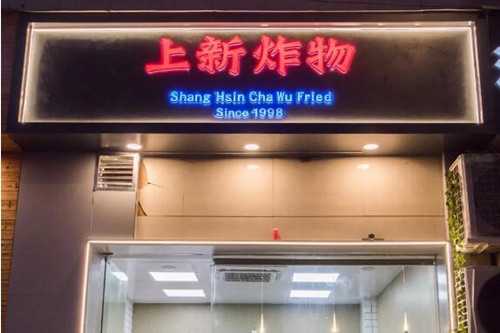 上新炸物
Shang Hsin Cha Wu Fried
Since 1998